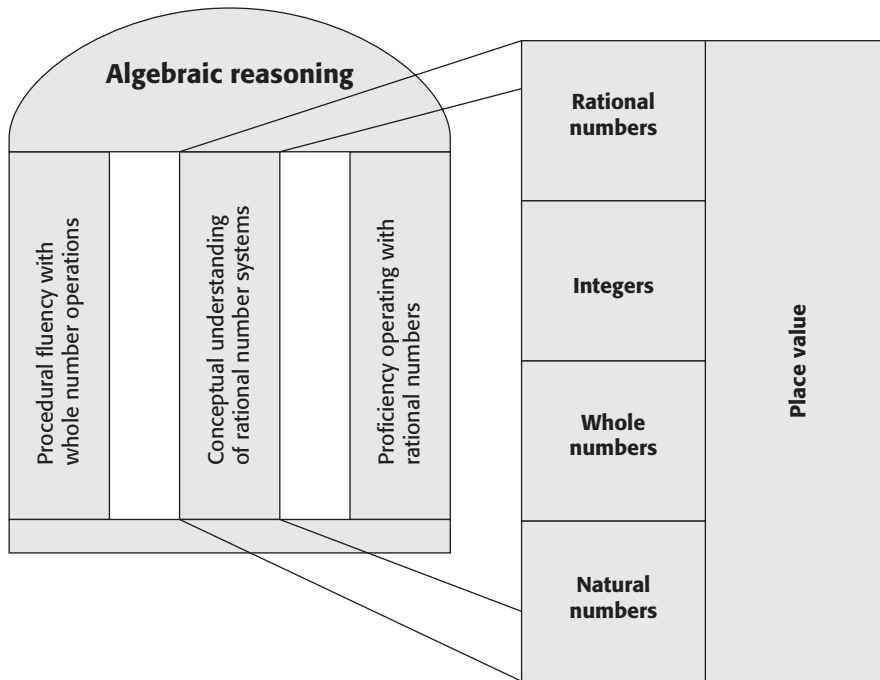 Algebraic reasoning
Procedural fluency with
whole number operations
Conceptual understanding
of rational number systems
Proficiency operating with
rational numbers
Rational
numbers
Integers
Whole
numbers
Natural
numbers
Place value